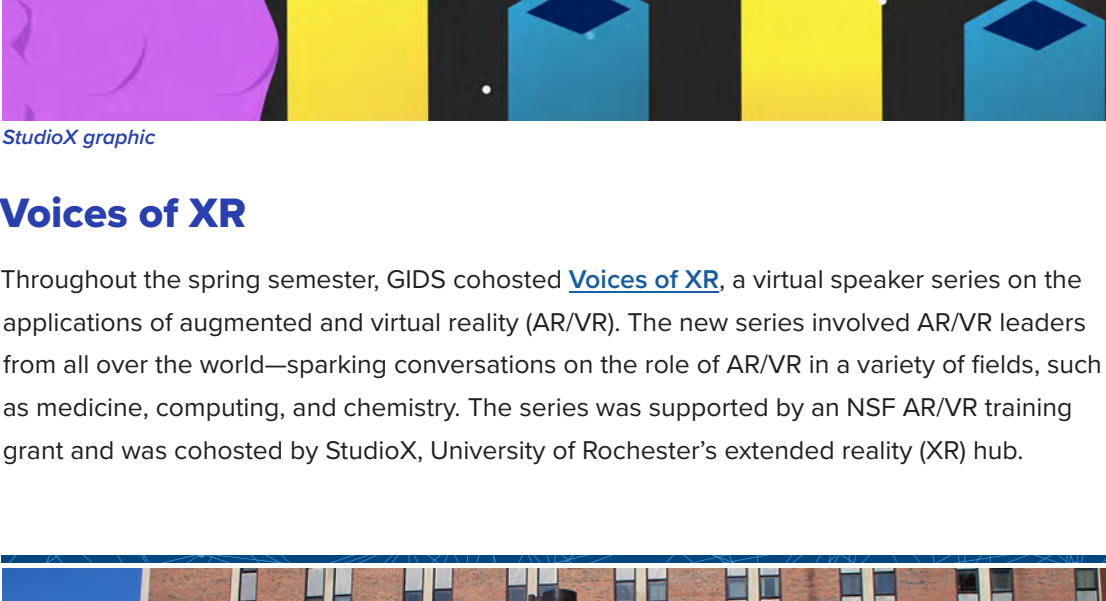 StudioX graphic
Voices of XR
Throughout the spring semester, GIDS cohosted Voices of XR, a virtual speaker series on the
applications of augmented and virtual reality (AR/VR). The new series involved AR/VR leaders
from all over the world—sparking conversations on the role of AR/VR in a variety of fields, such
as medicine, computing, and chemistry. The series was supported by an NSF AR/VR training
grant and was cohosted by StudioX, University of Rochester’s extended reality (XR) hub.